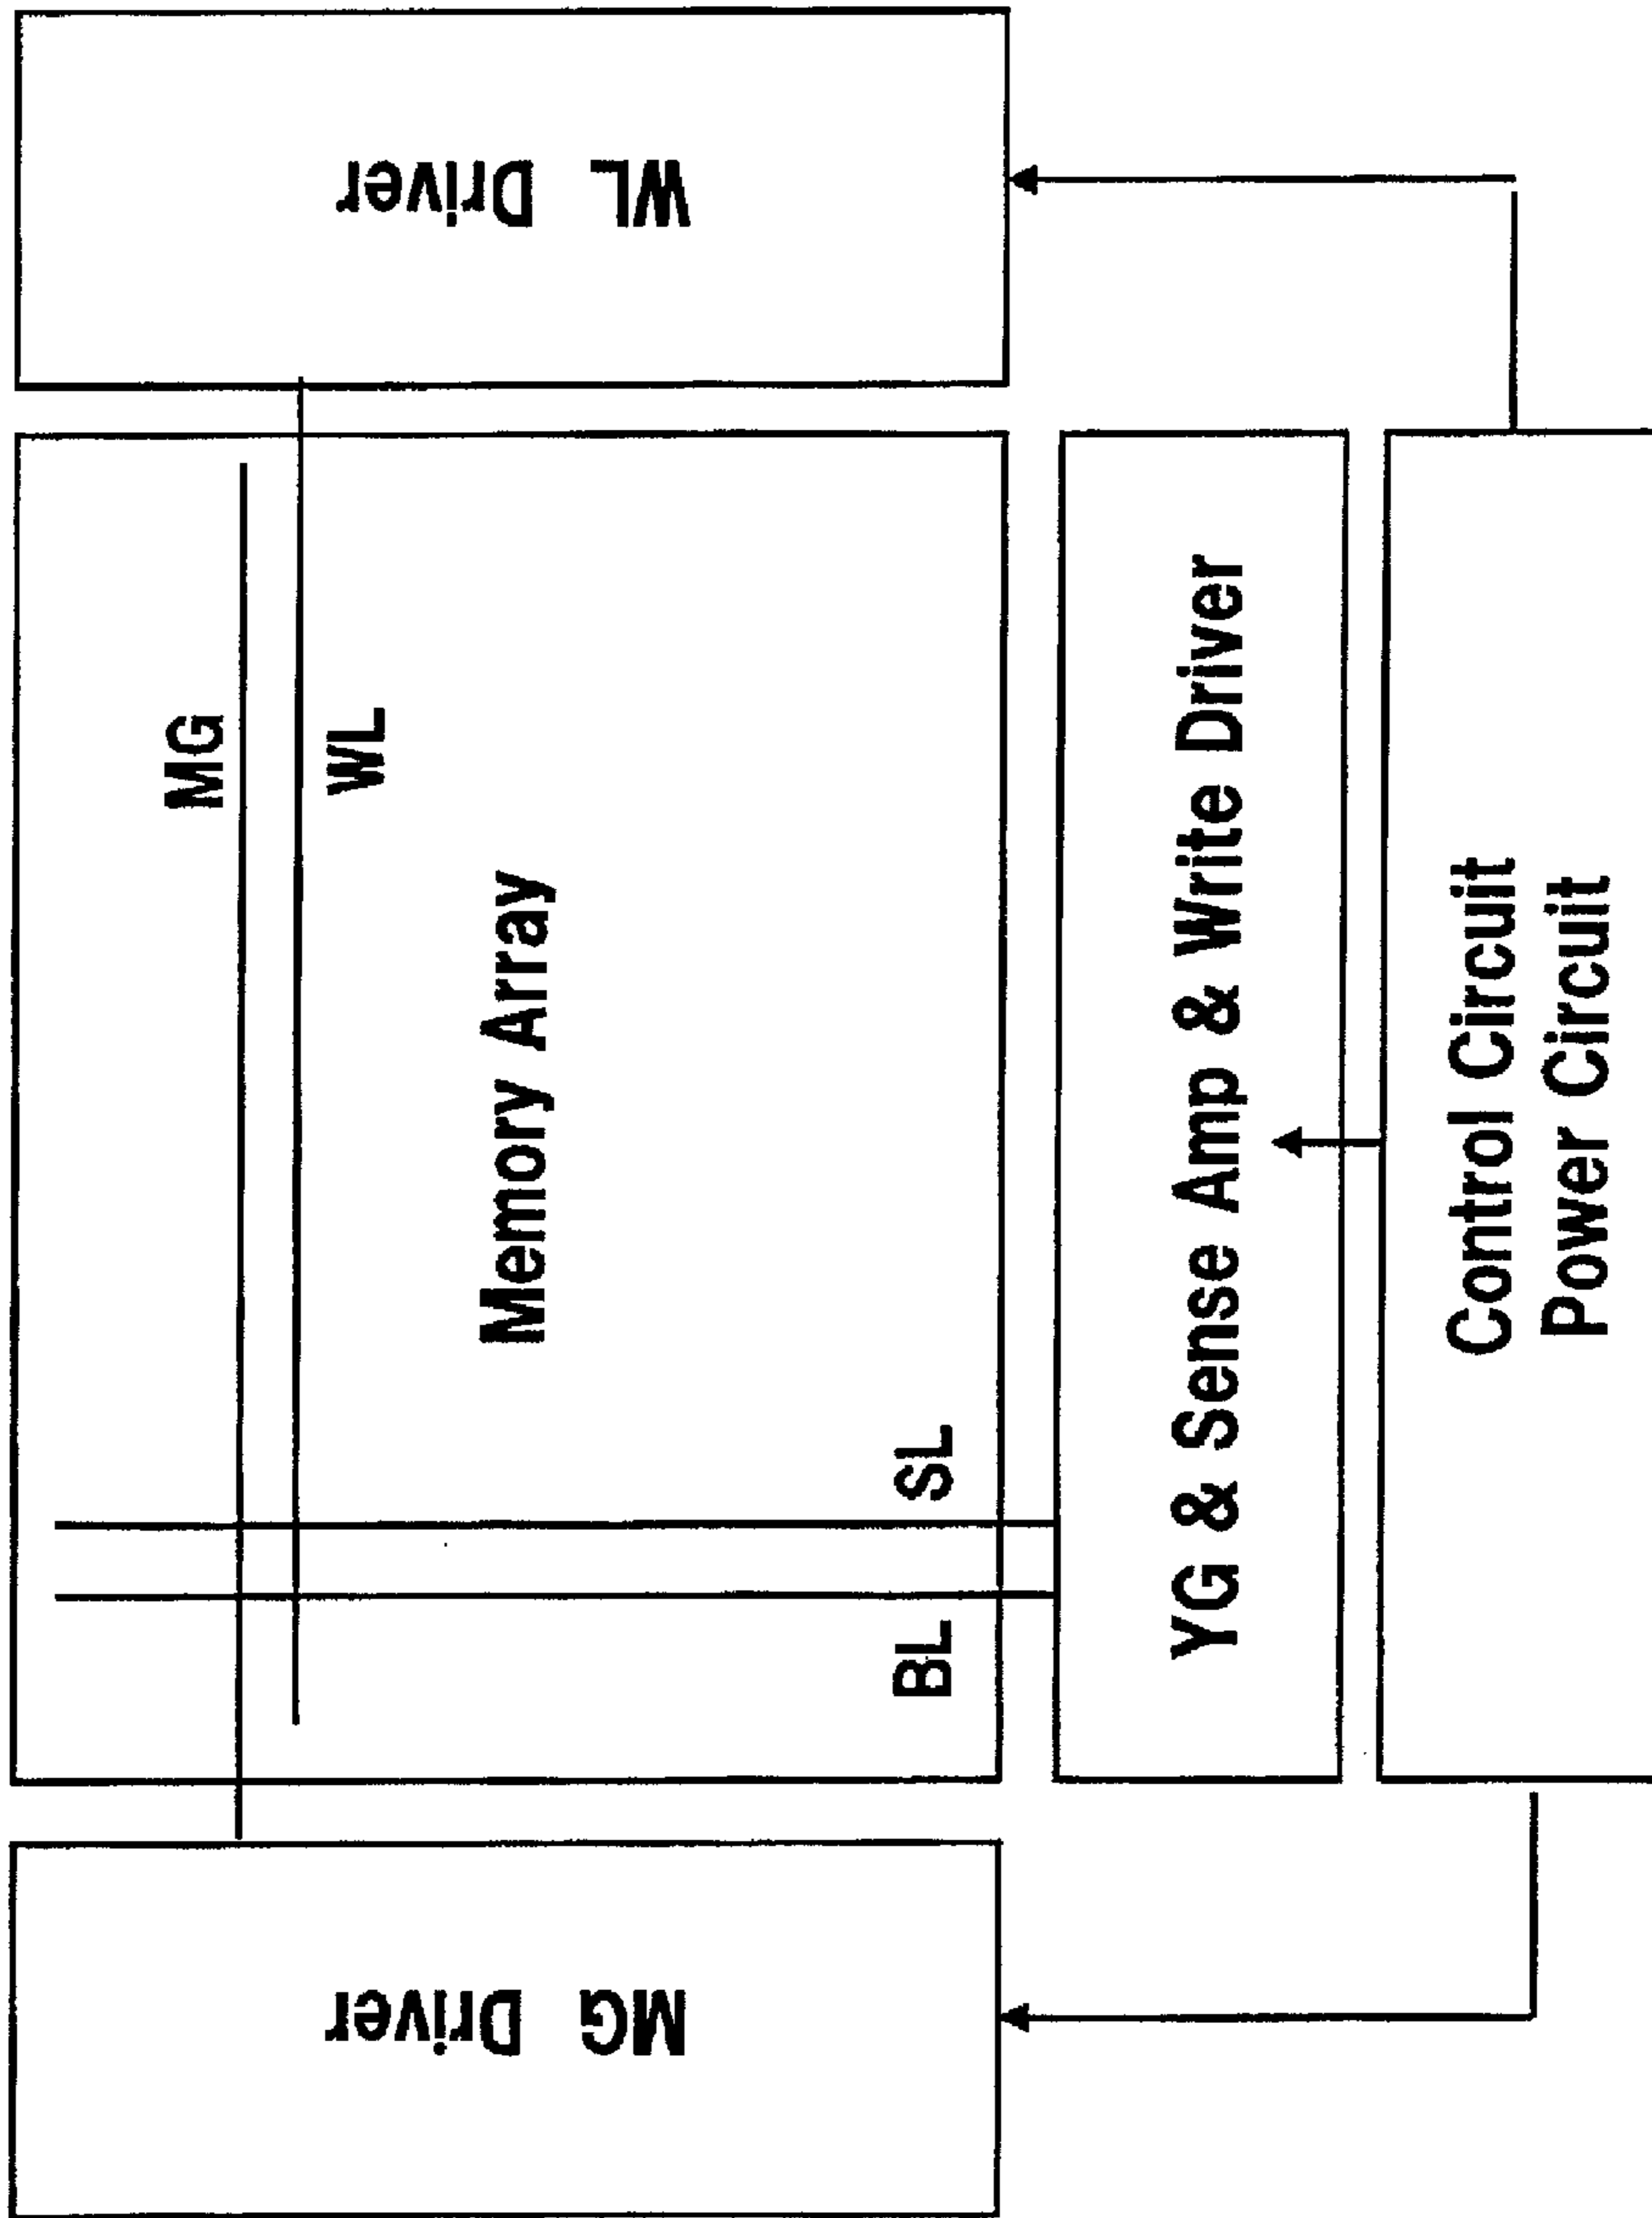 MG Driver
MG
WL
Memory Array
BL
SL
WL Driver
YG & Sense Amp & Write Driver
Control Circuit
Power Circuit